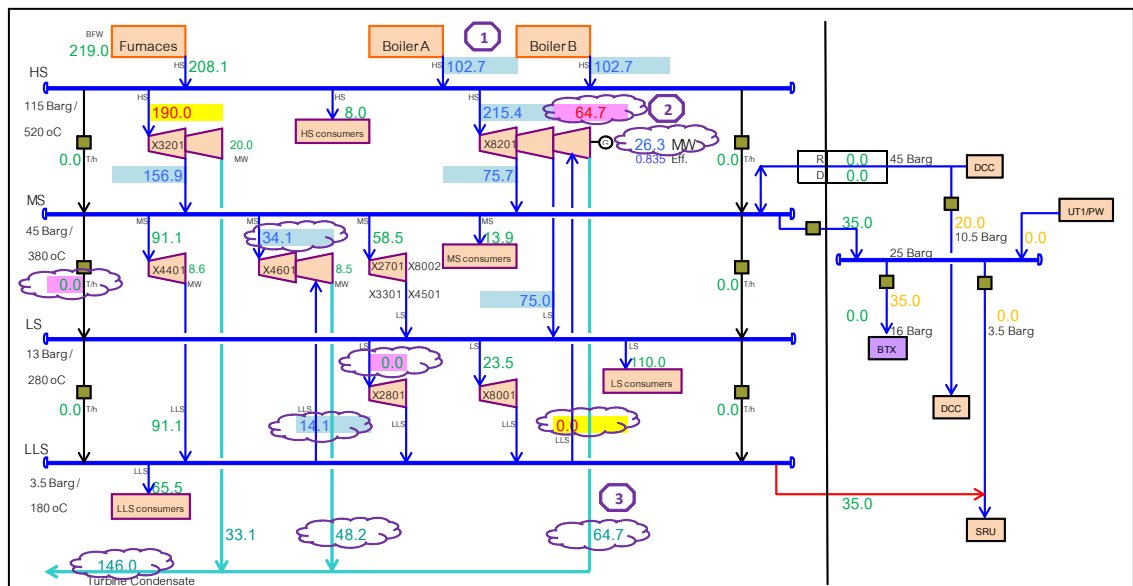 BFW
219.0
Furnaces
Boiler A
1
Boiler B
HS
208.1
HS
102.7
HS
102.7
HS
115 Barg /
520 oC
HS
190.0
HS
8.0
HS
215.4
64.7
2
HS consumers
X3201
20.0
MW
X8201
G
26.3 MW
0.835 Eff.
0.0 T/h
0.0 T/h
156.9
75.7
R 0.0 45 Barg
D 0.0
DCC
MS
45 Barg /
380 oC
MS
91.1
MS
34.1
MS
58.5
MS
13.9
MS consumers
35.0
20.0
10.5 Barg
0.0
UT1/PW
25 Barg
X4401
8.6
MW
X4601
8.5
MW
X2701
X8002
X3301
X4501
0.0 T/h
0.0 T/h
75.0
LS
LS
0.0
35.0
16 Barg
0.0
3.5 Barg
BTX
LS
13 Barg /
280 oC
LS
0.0
LS
23.5
LS
110.0
LS consumers
X2801
X8001
DCC
0.0 T/h
0.0 T/h
91.1
LLS
LLS
14.1
LLS
LLS
0.0
LLS
LLS
3.5 Barg /
180 oC
LLS
65.5
LLS consumers
3
35.0
SRU
33.1
48.2
64.7
146.0
Turbine Condensate